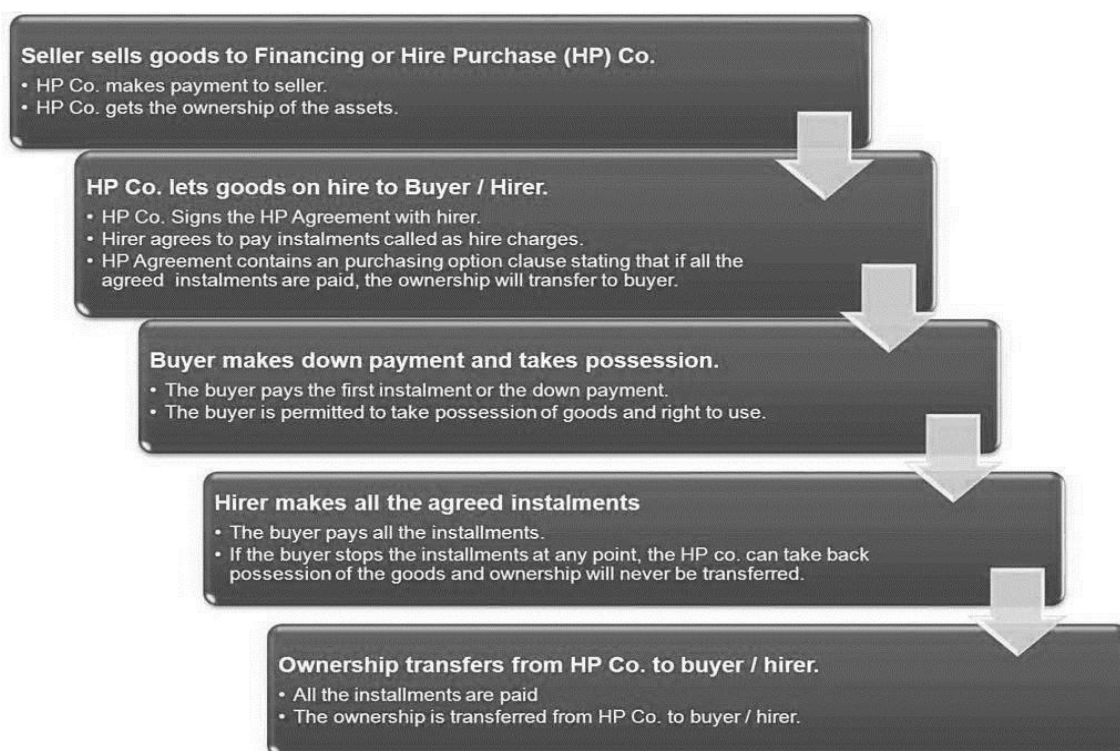 Seller sells goods to Financing or Hire Purchase (HP) Co.
• HP Co. makes payment to seller.
• HP Co. gets the ownership of the assets.
HP Co. lets goods on hire to Buyer / Hirer.
• HP Co. Signs the HP Agreement with hirer.
• Hirer agrees to pay instalments called as hire charges.
• HP Agreement contains an purchasing option clause stating that if all the
agreed instalments are paid, the ownership will transfer to buyer.
Buyer makes down payment and takes possession.
• The buyer pays the first instalment or the down payment.
• The buyer is permitted to take possession of goods and right to use.
Hirer makes all the agreed instalments
• The buyer pays all the installments.
• If the buyer stops the installments at any point, the HP co. can take back
possession of the goods and ownership will never be transferred.
Ownership transfers from HP Co. to buyer / hirer.
• All the installments are paid
• The ownership is transferred from HP Co. to buyer / hirer.